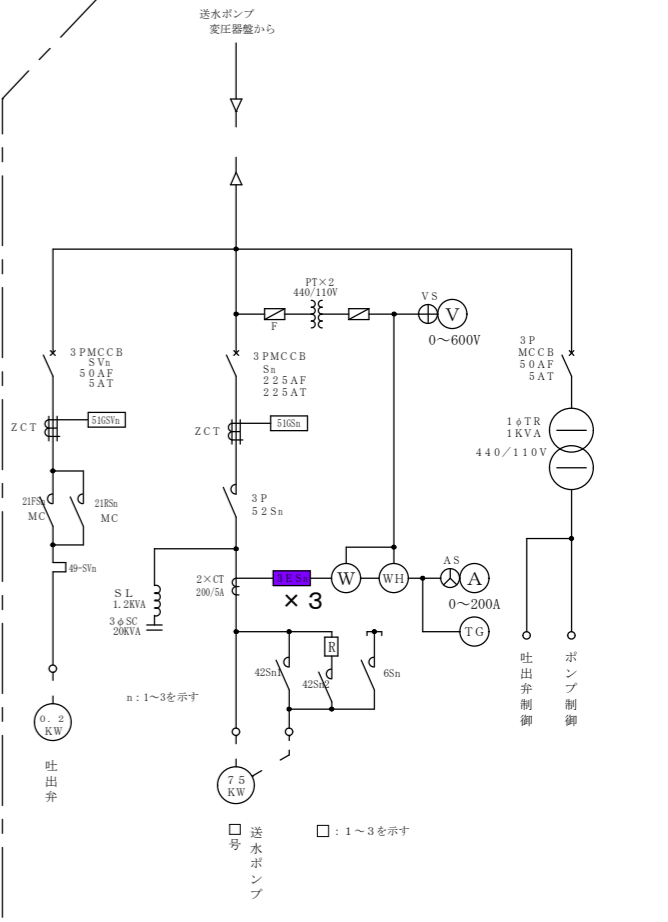 送水ポンプ
変圧器盤から
PT×2
440/110V
F
VS
V
0～600V
3PMCCB
SVn
50AF
5AT
3PMCCB
Sn
225AF
225AT
3P
MCCB
50AF
5AT
ZCT
51GSVn
ZCT
51GSn
1φTR
1KVA
440/110V
21FSn
MC
21RSn
MC
3P
52Sn
49-SVn
SL
1.2KVA
3φSC
20KVA
2×CT
200/5A
3ESn
×3
W
WH
AS
A
0～200A
TG
R
42Sn1
42Sn2
6Sn
n：1～3を示す
0.2
KW
吐出弁
75
KW
□号
送水ポンプ
□：1～3を示す
吐出弁制御
ポンプ制御